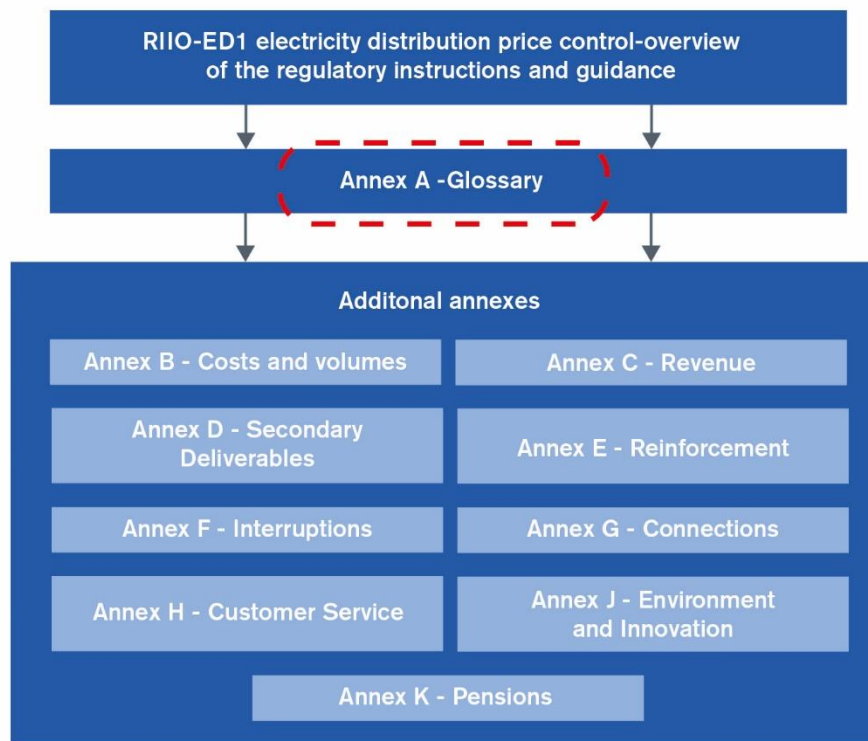 RIIO-ED1 electricity distribution price control-overview
of the regulatory instructions and guidance
Annex A -Glossary
Additonal annexes
Annex B - Costs and volumes
Annex C - Revenue
Annex D - Secondary
Deliverables
Annex E - Reinforcement
Annex F - Interruptions
Annex G - Connections
Annex H - Customer Service
Annex J - Environment
and Innovation
Annex K - Pensions